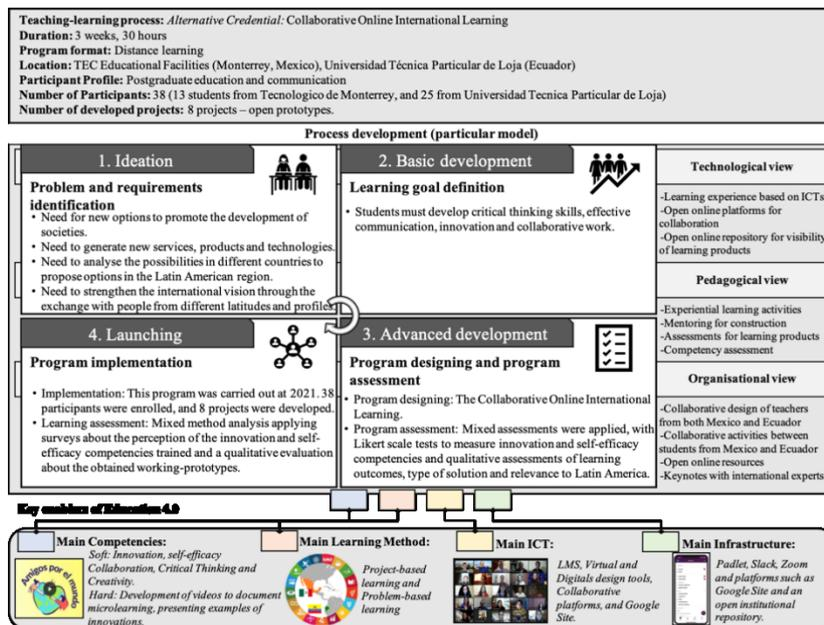 Teaching-learning process: Alternative Credential: Collaborative Online International Learning
Duration: 3 weeks, 30 hours
Program format: Distance learning
Location: TEC Educational Facilities (Monterrey, Mexico), Universidad Técnica Particular de Loja (Ecuador)
Participant Profile: Postgraduate education and communication
Number of Participants: 38 (13 students from Tecnologico de Monterrey, and 25 from Universidad Tecnica Particular de Loja)
Number of developed projects: 8 projects – open prototypes.
Process development (particular model)
1. Ideation
Problem and requirements
identification
• Need for new options to promote the development of
societies.
• Need to generate new services, products and technologies.
• Need to analyse the possibilities in different countries to
propose options in the Latin American region.
• Need to strengthen the international vision through the
exchange with people from different latitudes and profiles.
2. Basic development
Learning goal definition
• Students must develop critical thinking skills, effective
communication, innovation and collaborative work.
4. Launching
Program implementation
• Implementation: This program was carried out at 2021. 38
participants were enrolled, and 8 projects were developed.
• Learning assessment: Mixed method analysis applying
surveys about the perception of the innovation and self-
efficacy competencies trained and a qualitative evaluation
about the obtained working-prototypes.
3. Advanced development
Program designing and program
assessment
• Program designing: The Collaborative Online International
Learning.
• Program assessment: Mixed assessments were applied, with
Likert scale tests to measure innovation and self-efficacy
competencies and qualitative assessments of learning
outcomes, type of solution and relevance to Latin America.
Technological view
-Learning experience based on ICTs
-Open online platforms for
collaboration
-Open online repository for visibility
of learning products
Pedagogical view
-Experiential learning activities
-Mentoring for construction
-Assessments for learning products
-Competency assessment
Organisational view
-Collaborative design of teachers
from both Mexico and Ecuador
-Collaborative activities between
students from Mexico and Ecuador
-Open online resources
-Keynotes with international experts
Key enablers of Education 4.0
Main Competencies:
Soft: Innovation, self-efficacy
Collaboration, Critical Thinking and
Creativity.
Hard: Development of videos to document
microlearning, presenting examples of
innovations.
Amigos por el mundo
Main Learning Method:
Project-based
learning and
Problem-based
learning
Main ICT:
LMS, Virtual and
Digitals design tools,
Collaborative
platforms, and Google
Site.
Main Infrastructure:
Padlet, Slack, Zoom
and platforms such as
Google Site and an
open institutional
repository.